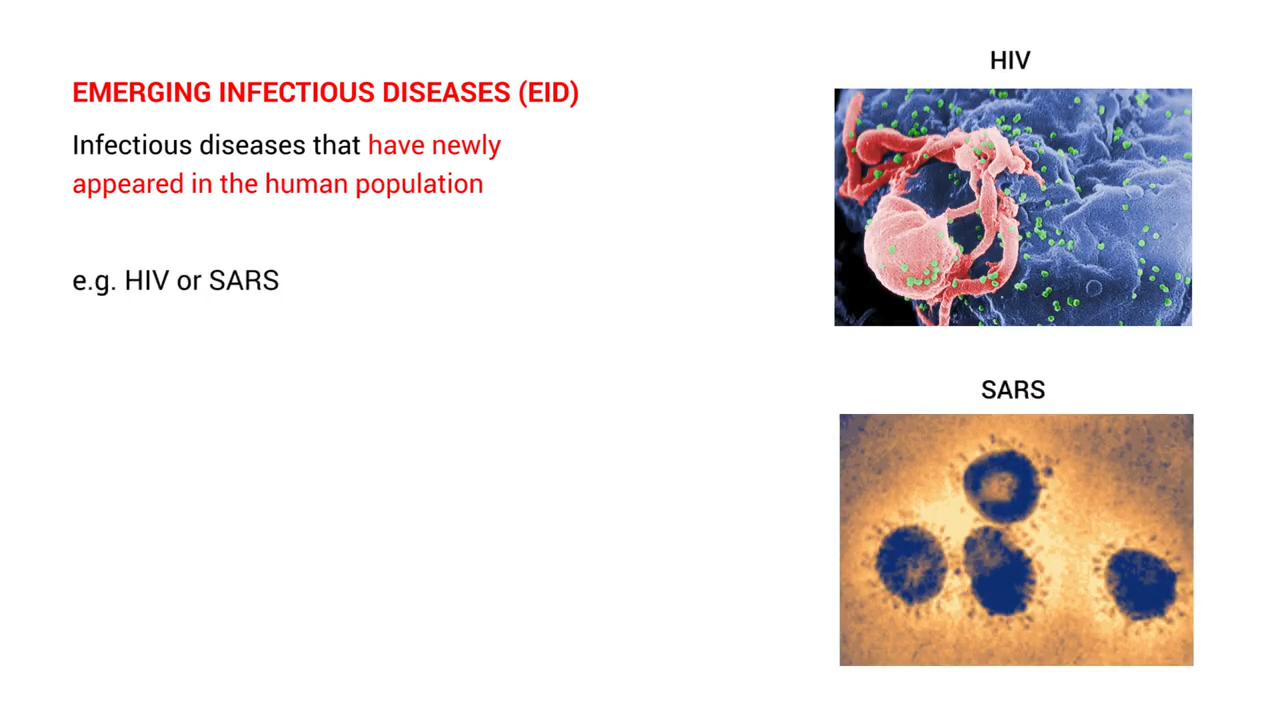 EMERGING INFECTIOUS DISEASES (EID)
Infectious diseases that have newly
appeared in the human population
e.g. HIV or SARS
HIV
SARS